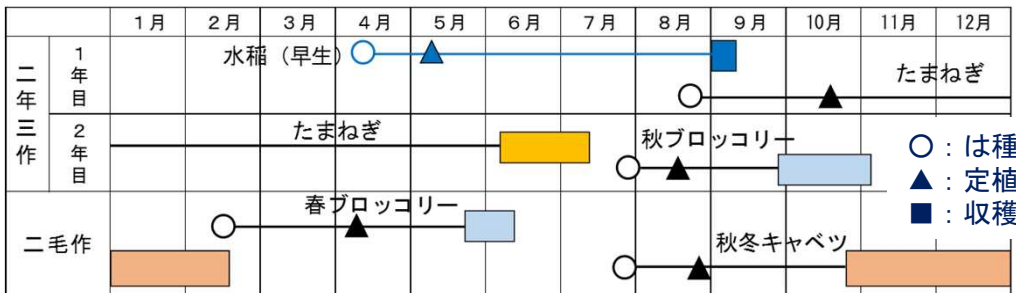 1月 2月 3月 4月 5月 6月 7月 8月 9月 10月 11月 12月
二年三作
1年目
水稲（早生）
たまねぎ
2年目
たまねぎ
秋ブロッコリー
○：は種
▲：定植
■：収穫
二毛作
春ブロッコリー
秋冬キャベツ